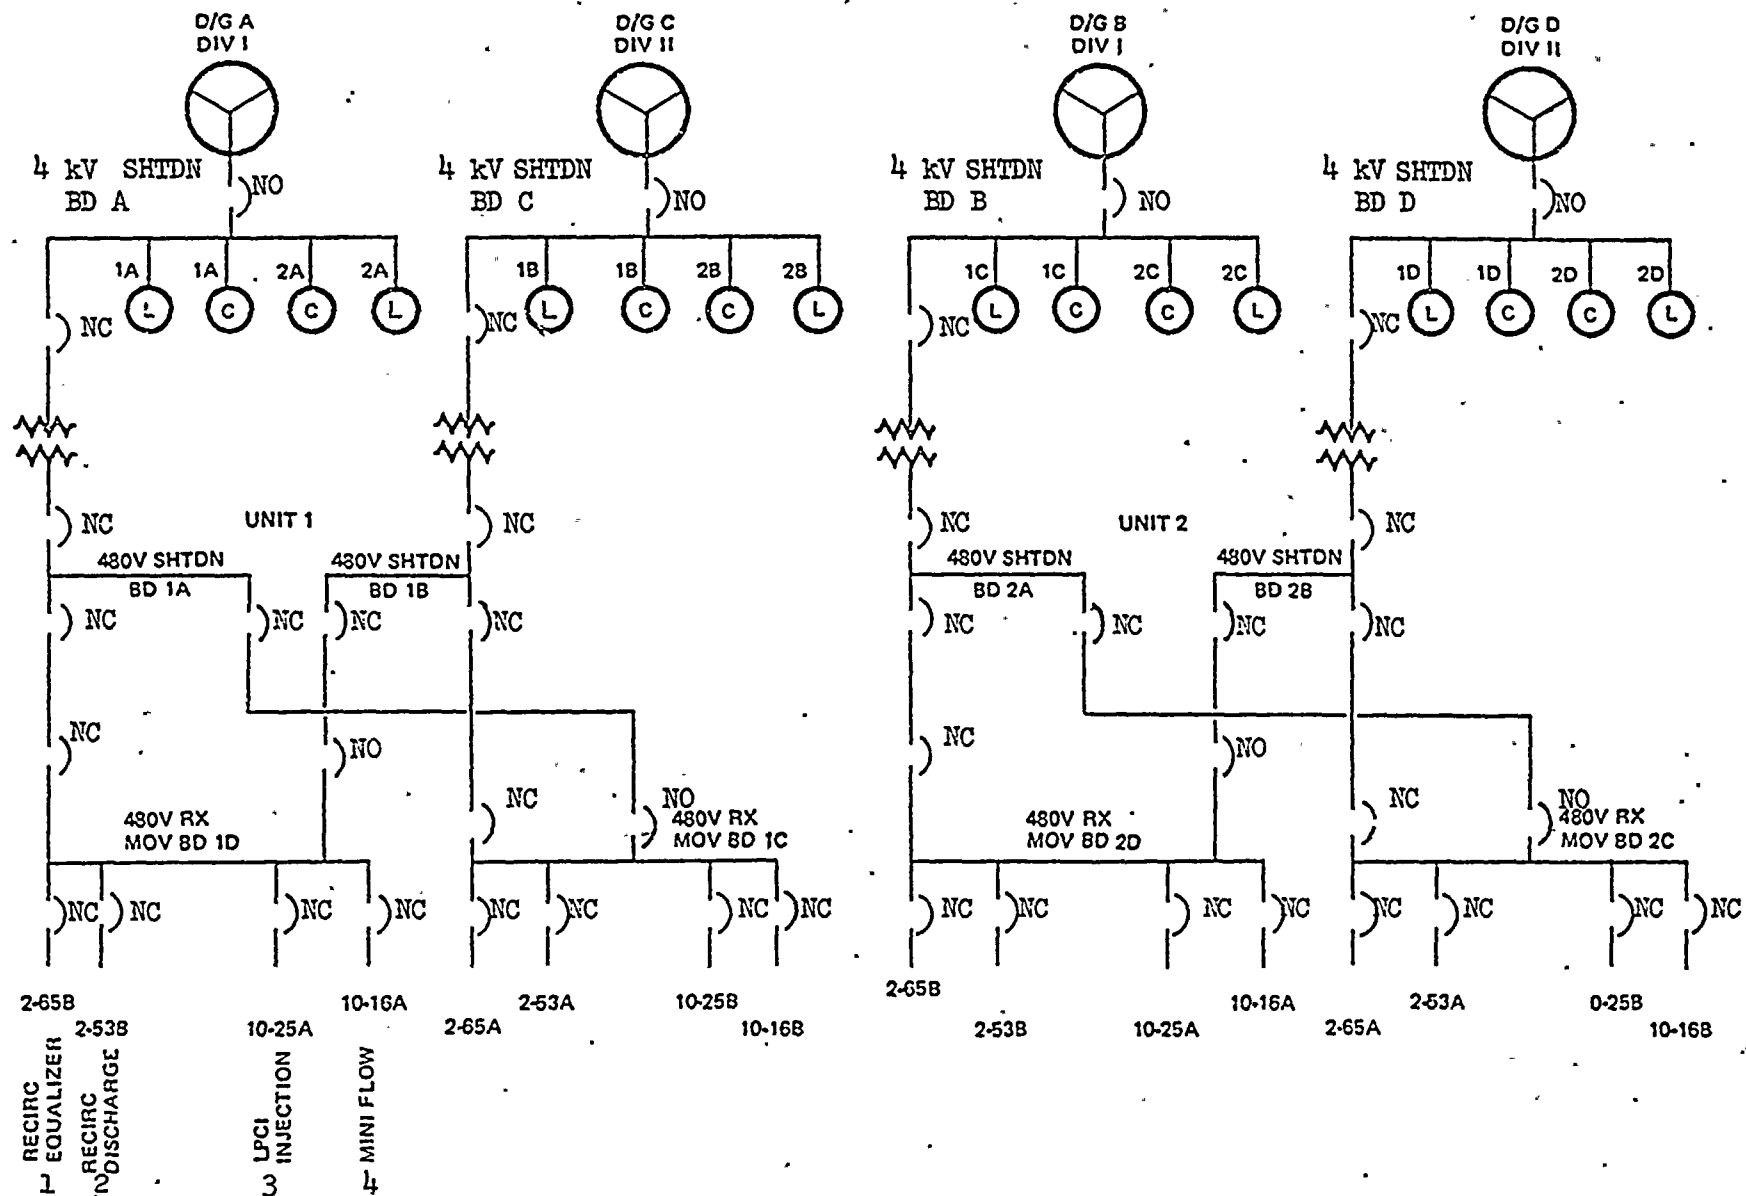 D/G A
DIV I
D/G C
DIV II
D/G B
DIV I
D/G D
DIV II
4 kV SHTDN
BD A
NO
4 kV SHTDN
BD C
NO
4 kV SHTDN
BD B
NO
4 kV SHTDN
BD D
NO
1A 1A 2A 2A
L C C L
1B 1B 2B 2B
L C C L
1C 1C 2C 2C
L C C L
1D 1D 2D 2D
L C C L
NC NC NC NC
NC NC NC NC
UNIT 1
UNIT 2
480V SHTDN
BD 1A
480V SHTDN
BD 1B
480V SHTDN
BD 2A
480V SHTDN
BD 2B
NC NC NC NC NC NC NC NC
NC NO NC NO
NC NO NC NO
480V RX
MOV BD 1D
480V RX
MOV BD 1C
480V RX
MOV BD 2D
480V RX
MOV BD 2C
NC NC NC NC NC NC NC NC NC NC NC NC NC NC NC NC
2-65B 10-16A 2-53A 10-25B 2-65B 10-16A 2-53A 0-25B
2-53B 10-25A 2-65A 10-16B 2-53B 10-25A 2-65A 10-16B
RECIRC
EQUALIZER
1
RECIRC
DISCHARGE
2
LPCI
INJECTION
3
MINI FLOW
4